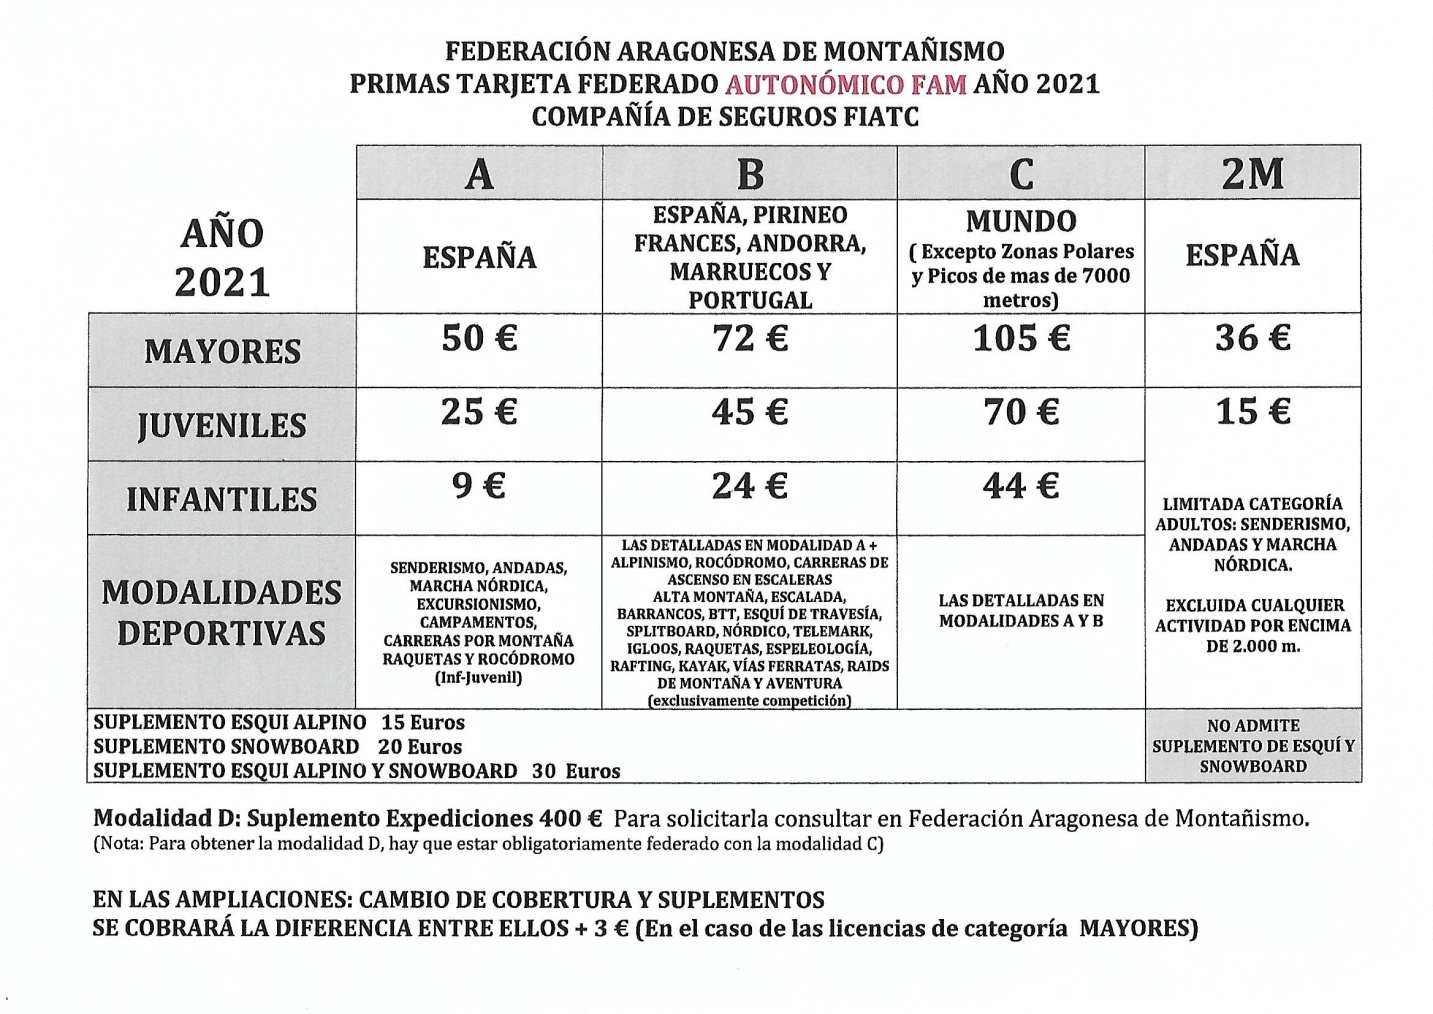 FEDERACIÓN ARAGONESA DE MONTAÑISMO
PRIMAS TARJETA FEDERADO AUTONÓMICO FAM AÑO 2021
COMPAÑÍA DE SEGUROS FIATC
AÑO
2021
A
B
C
2M
ESPAÑA
ESPAÑA, PIRINEO
FRANCES, ANDORRA,
MARRUECOS Y
PORTUGAL
MUNDO
( Excepto Zonas Polares
y Picos de mas de 7000
metros)
ESPAÑA
MAYORES
50 €
72 €
105 €
36 €
JUVENILES
25 €
45 €
70 €
15 €
INFANTILES
9 €
24 €
44 €
LIMITADA CATEGORÍA
ADULTOS: SENDERISMO,
ANDADAS Y MARCHA
NÓRDICA.
EXCLUIDA CUALQUIER
ACTIVIDAD POR ENCIMA
DE 2.000 m.
MODALIDADES
DEPORTIVAS
SENDERISMO, ANDADAS,
MARCHA NÓRDICA,
EXCURSIONISMO,
CAMPAMENTOS,
CARRERAS POR MONTAÑA
RAQUETAS Y ROCÓDROMO
(Inf-Juvenil)
LAS DETALLADAS EN MODALIDAD A +
ALPINISMO, ROCÓDROMO, CARRERAS DE
ASCENSO EN ESCALERAS
ALTA MONTAÑA, ESCALADA,
BARRANCOS, BTT, ESQUÍ DE TRAVESÍA,
SPLITBOARD, NÓRDICO, TELEMARK,
IGLOOS, RAQUETAS, ESPELEOLOGÍA,
RAFTING, KAYAK, VÍAS FERRATAS, RAIDS
DE MONTAÑA Y AVENTURA
(exclusivamente competición)
LAS DETALLADAS EN
MODALIDADES A Y B
SUPLEMENTO ESQUI ALPINO 15 Euros
SUPLEMENTO SNOWBOARD 20 Euros
SUPLEMENTO ESQUI ALPINO Y SNOWBOARD 30 Euros
NO ADMITE
SUPLEMENTO DE ESQUÍ Y
SNOWBOARD
Modalidad D: Suplemento Expediciones 400 € Para solicitarla consultar en Federación Aragonesa de Montañismo.
(Nota: Para obtener la modalidad D, hay que estar obligatoriamente federado con la modalidad C)
EN LAS AMPLIACIONES: CAMBIO DE COBERTURA Y SUPLEMENTOS
SE COBRARÁ LA DIFERENCIA ENTRE ELLOS + 3 € (En el caso de las licencias de categoría MAYORES)